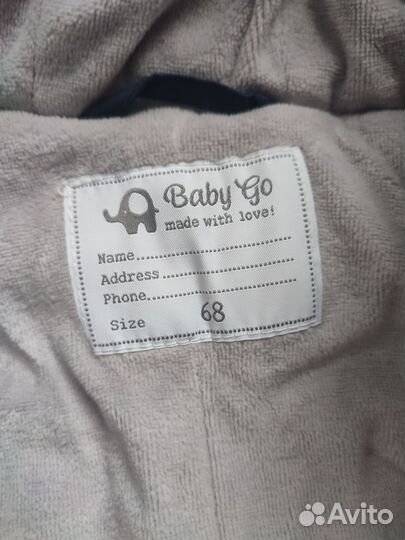 Baby Go
made with love!
Name
Address
Phone
Size 68
Avito